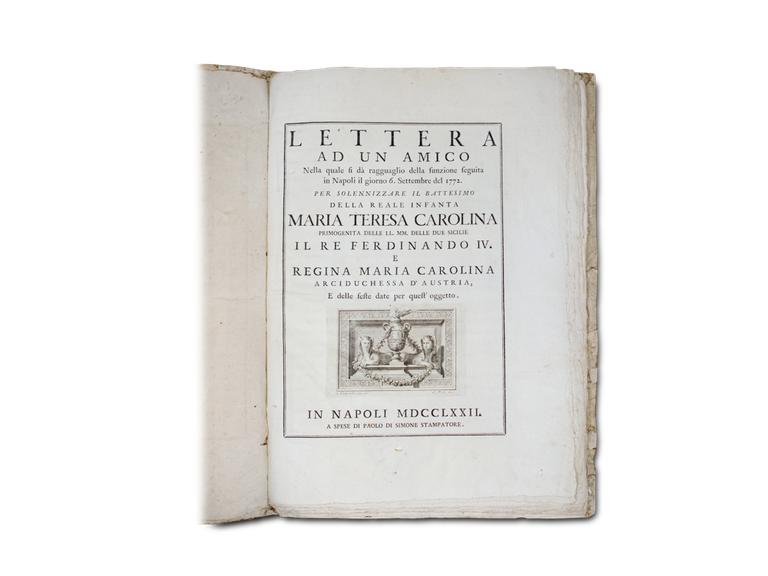 LETTERA
AD UN AMICO
Nella quale ſi dà ragguaglio della funzione ſeguita
in Napoli il giorno 6. Settembre del 1772.
PER SOLENNIZZARE IL BATTESIMO
DELLA REALE INFANTA
MARIA TERESA CAROLINA
PRIMOGENITA DELLE LL. MM. DELLE DUE SICILIE
IL RE FERDINANDO IV.
E
REGINA MARIA CAROLINA
ARCIDUCHESSA D'AUSTRIA,
E delle feſte date per queſt' oggetto.
IN NAPOLI MDCCLXXII.
A SPESE DI PAOLO DI SIMONE STAMPATORE.